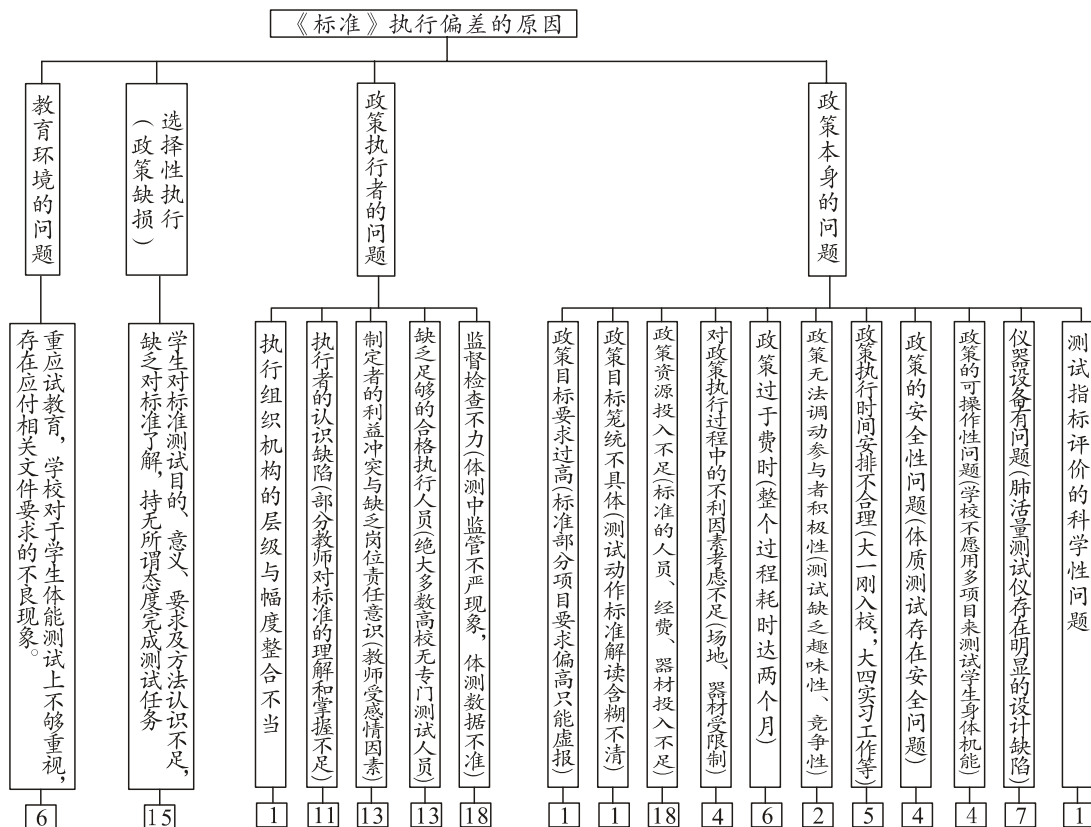 《标准》执行偏差的原因
教育环境的问题
选择性执行
(政策缺损)
政策执行者的问题
政策本身的问题
重应试教育，学校对于学生体能测试上不够重视，
存在应付相关文件要求的不良现象。
学生对标准测试目的、意义、要求及方法认识不足，
缺乏对标准了解，持无所谓态度完成测试任务
执行组织机构的层级与幅度整合不当
执行者的认识缺陷(部分教师对标准的理解和掌握不足)
制定者的利益冲突与缺乏岗位责任意识(教师受感情因素)
缺乏足够的合格执行人员(绝大多数高校无专门测试人员)
监督检查不力(体测中监管不严现象，体测数据不准)
政策目标要求过高(标准部分项目要求偏高只能虚报)
政策目标笼统不具体(测试动作标准解读含糊不清)
政策资源投入不足(标准的人员、经费、器材投入不足)
对政策执行过程中的不利因素考虑不足(场地、器材受限制)
政策过于费时(整个过程耗时达两个月)
政策无法调动参与者积极性(测试缺乏趣味性、竞争性)
政策执行时间安排不合理(大一刚入校；大四实习工作等)
政策的安全性问题(体质测试存在安全问题)
政策的可操作性问题(学校不愿用多项目来测试学生身体机能)
仪器设备有问题(肺活量测试仪存在明显的设计缺陷)
测试指标评价的科学性问题
6
15
1
11
13
13
18
1
1
18
4
6
2
5
4
4
7
1